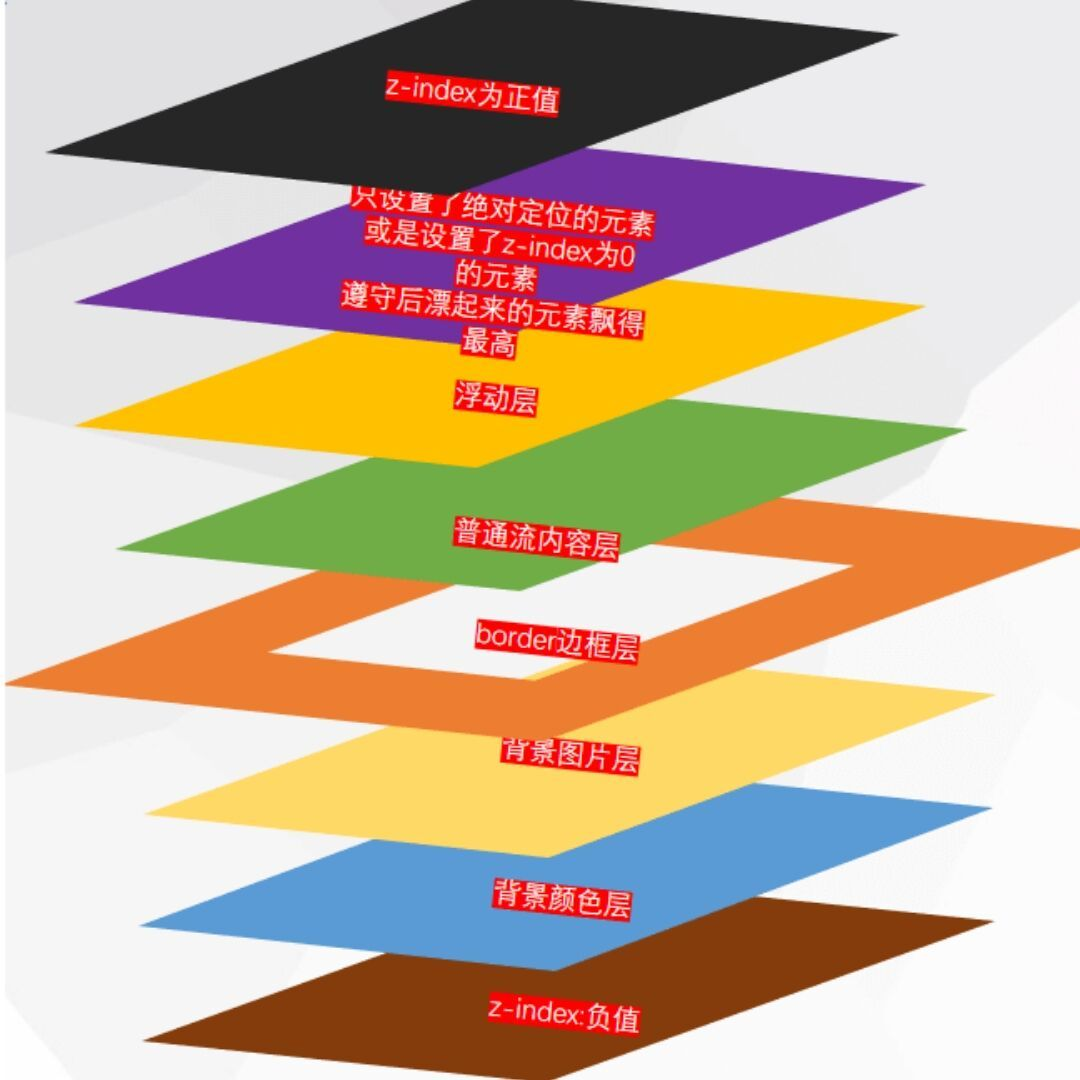 z-index为正值
只设置了绝对定位的元素
或是设置了z-index为0
的元素
遵守后漂起来的元素飘得
最高
浮动层
普通流内容层
border边框层
背景图片层
背景颜色层
z-index:负值